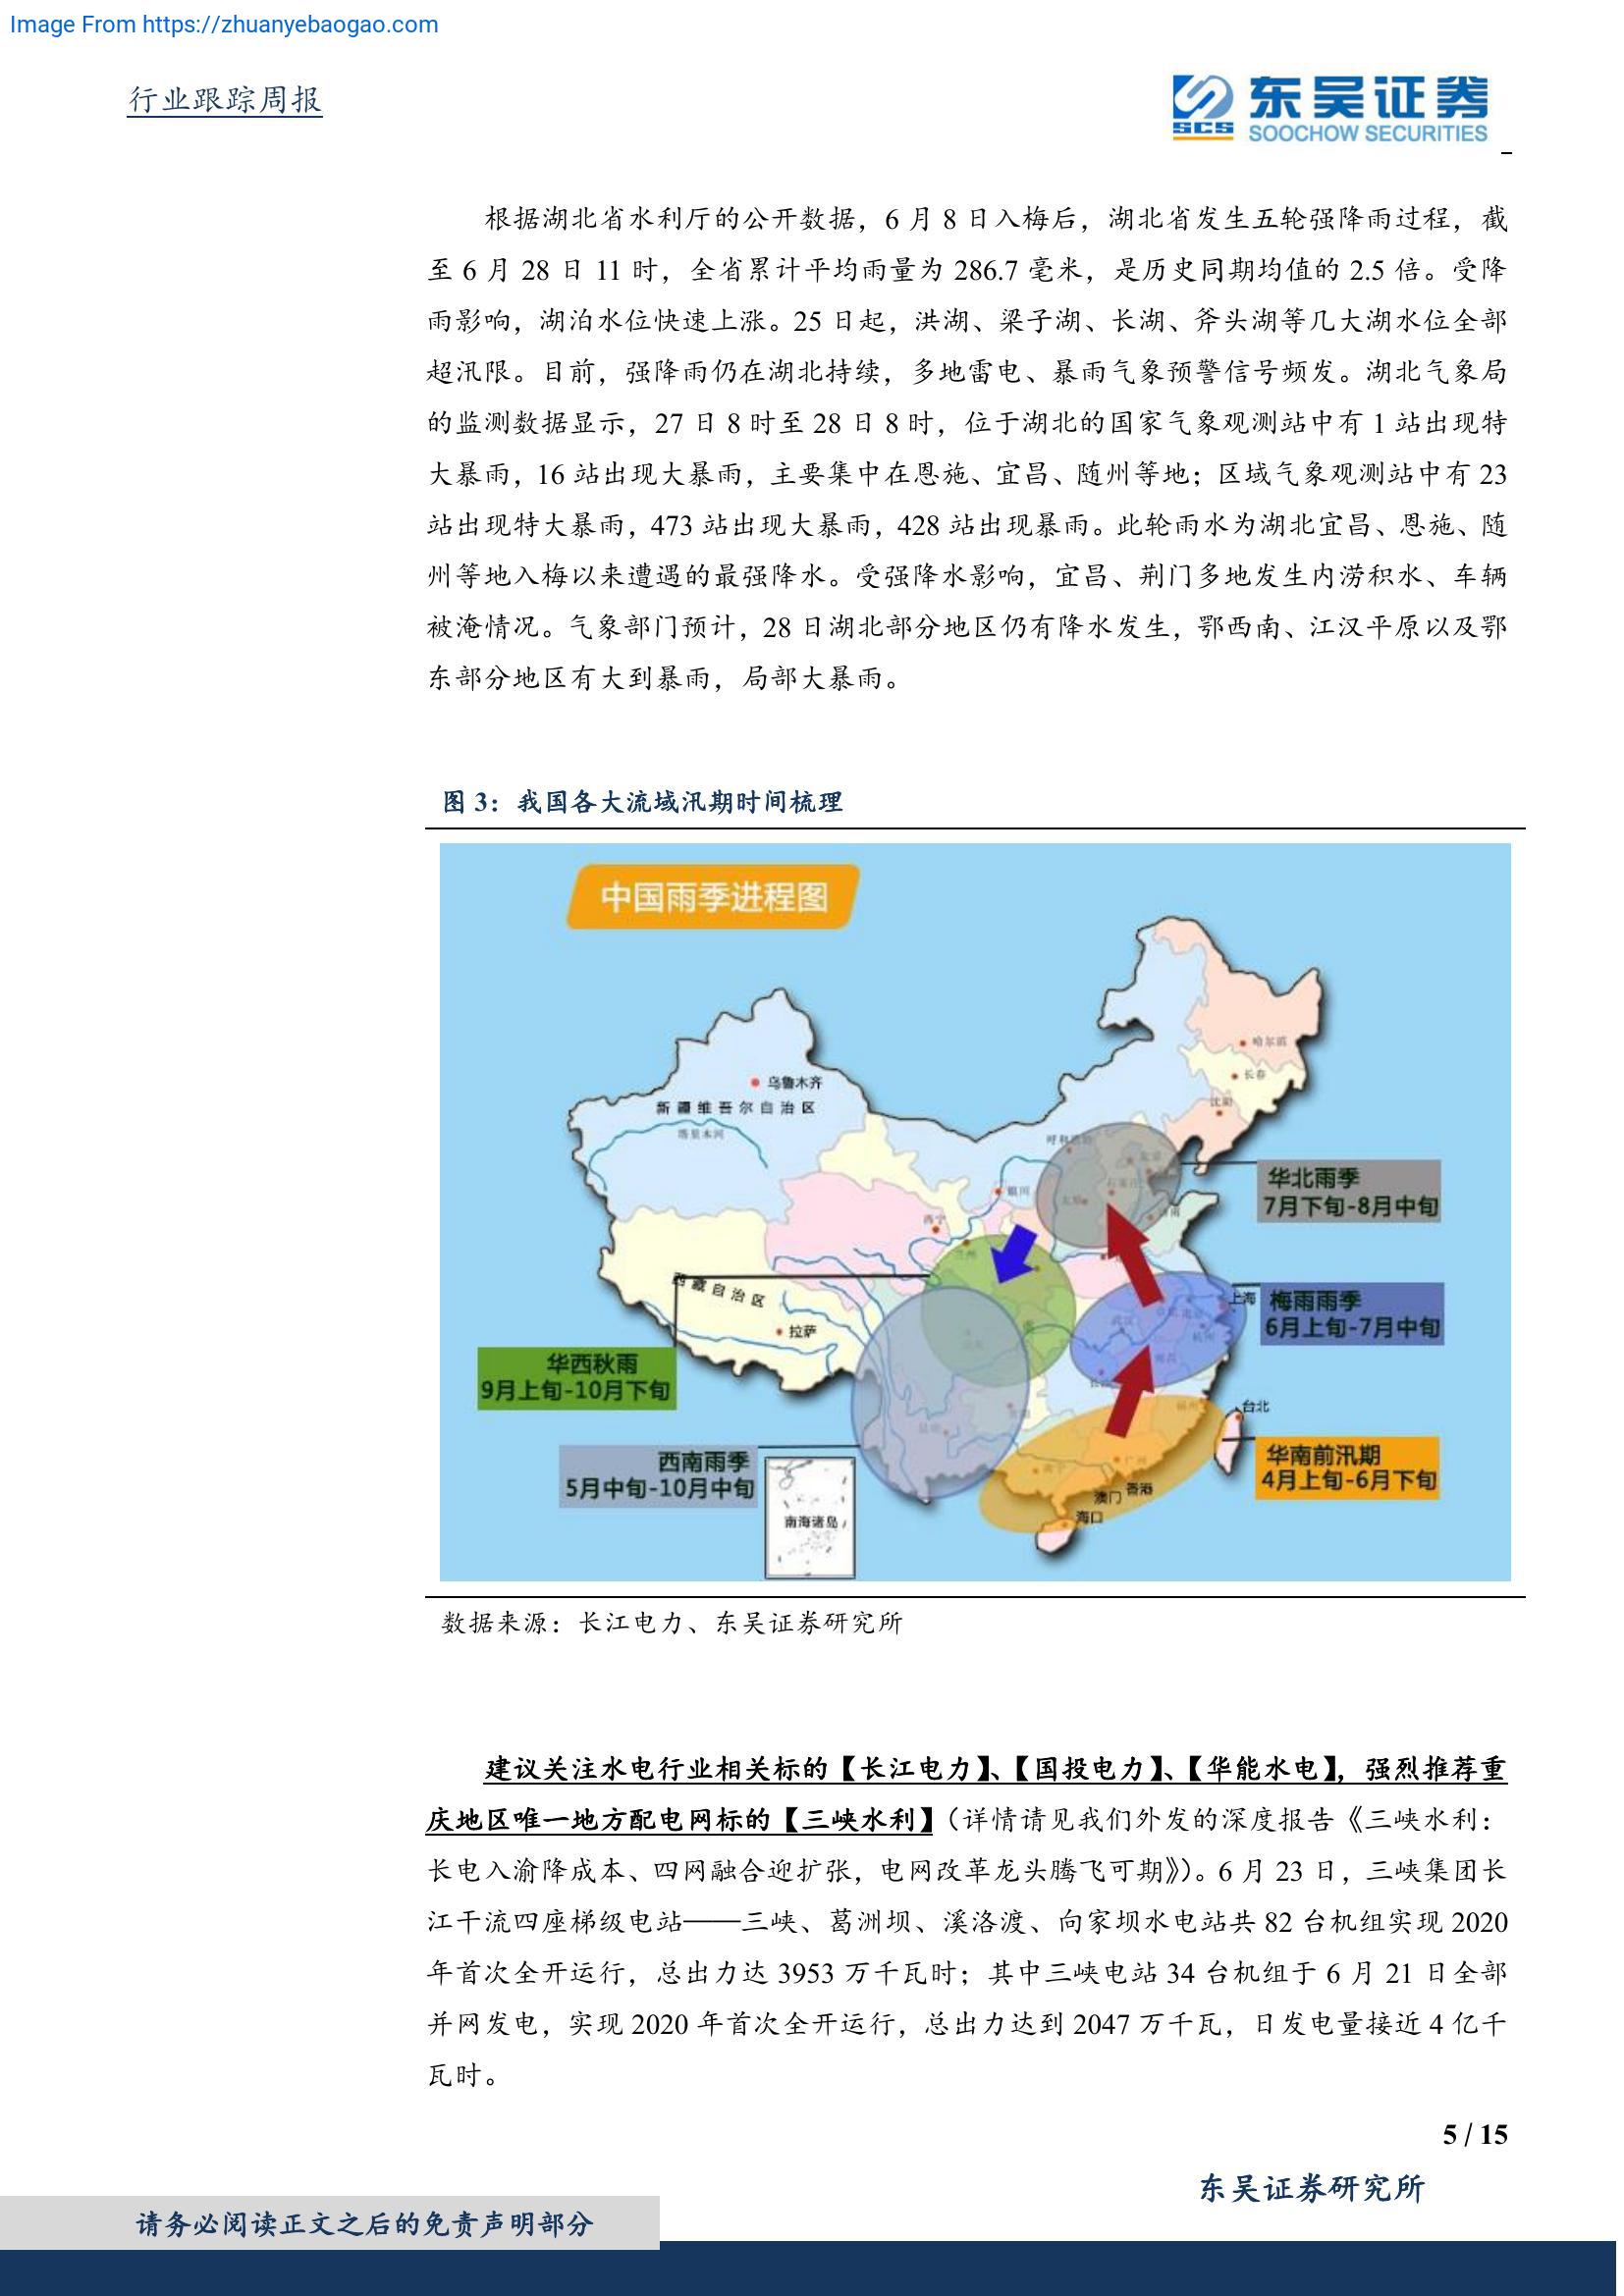 Image From https://zhuanyebaogao.com
行业跟踪周报
东吴证券
SCS
SOOCHOW SECURITIES
根据湖北省水利厅的公开数据，6 月 8 日入梅后，湖北省发生五轮强降雨过程，截
至 6 月 28 日 11 时，全省累计平均雨量为 286.7 毫米，是历史同期均值的 2.5 倍。受降
雨影响，湖泊水位快速上涨。25 日起，洪湖、梁子湖、长湖、斧头湖等几大湖水位全部
超汛限。目前，强降雨仍在湖北持续，多地雷电、暴雨气象预警信号频发。湖北气象局
的监测数据显示，27 日 8 时至 28 日 8 时，位于湖北的国家气象观测站中有 1 站出现特
大暴雨，16 站出现大暴雨，主要集中在恩施、宜昌、随州等地；区域气象观测站中有 23
站出现特大暴雨，473 站出现大暴雨，428 站出现暴雨。此轮雨水为湖北宜昌、恩施、随
州等地入梅以来遭遇的最强降水。受强降水影响，宜昌、荆门多地发生内涝积水、车辆
被淹情况。气象部门预计，28 日湖北部分地区仍有降水发生，鄂西南、江汉平原以及鄂
东部分地区有大到暴雨，局部大暴雨。
图 3：我国各大流域汛期时间梳理
中国雨季进程图
哈尔滨
长春
沈阳
乌鲁木齐
新疆维吾尔自治区
塔里木河
银川
西宁
兰州
华北雨季
7月下旬-8月中旬
西藏自治区
拉萨
上海
梅雨雨季
6月上旬-7月中旬
华西秋雨
9月上旬-10月下旬
台北
西南雨季
5月中旬-10月中旬
华南前汛期
4月上旬-6月下旬
香港
澳门
海口
南海诸岛
数据来源：长江电力、东吴证券研究所
建议关注水电行业相关标的【长江电力】、【国投电力】、【华能水电】，强烈推荐重
庆地区唯一地方配电网标的【三峡水利】（详情请见我们外发的深度报告《三峡水利：
长电入渝降成本、四网融合迎扩张，电网改革龙头腾飞可期》）。6 月 23 日，三峡集团长
江干流四座梯级电站——三峡、葛洲坝、溪洛渡、向家坝水电站共 82 台机组实现 2020
年首次全开运行，总出力达 3953 万千瓦时；其中三峡电站 34 台机组于 6 月 21 日全部
并网发电，实现 2020 年首次全开运行，总出力达到 2047 万千瓦，日发电量接近 4 亿千
瓦时。
5 / 15
东吴证券研究所
请务必阅读正文之后的免责声明部分